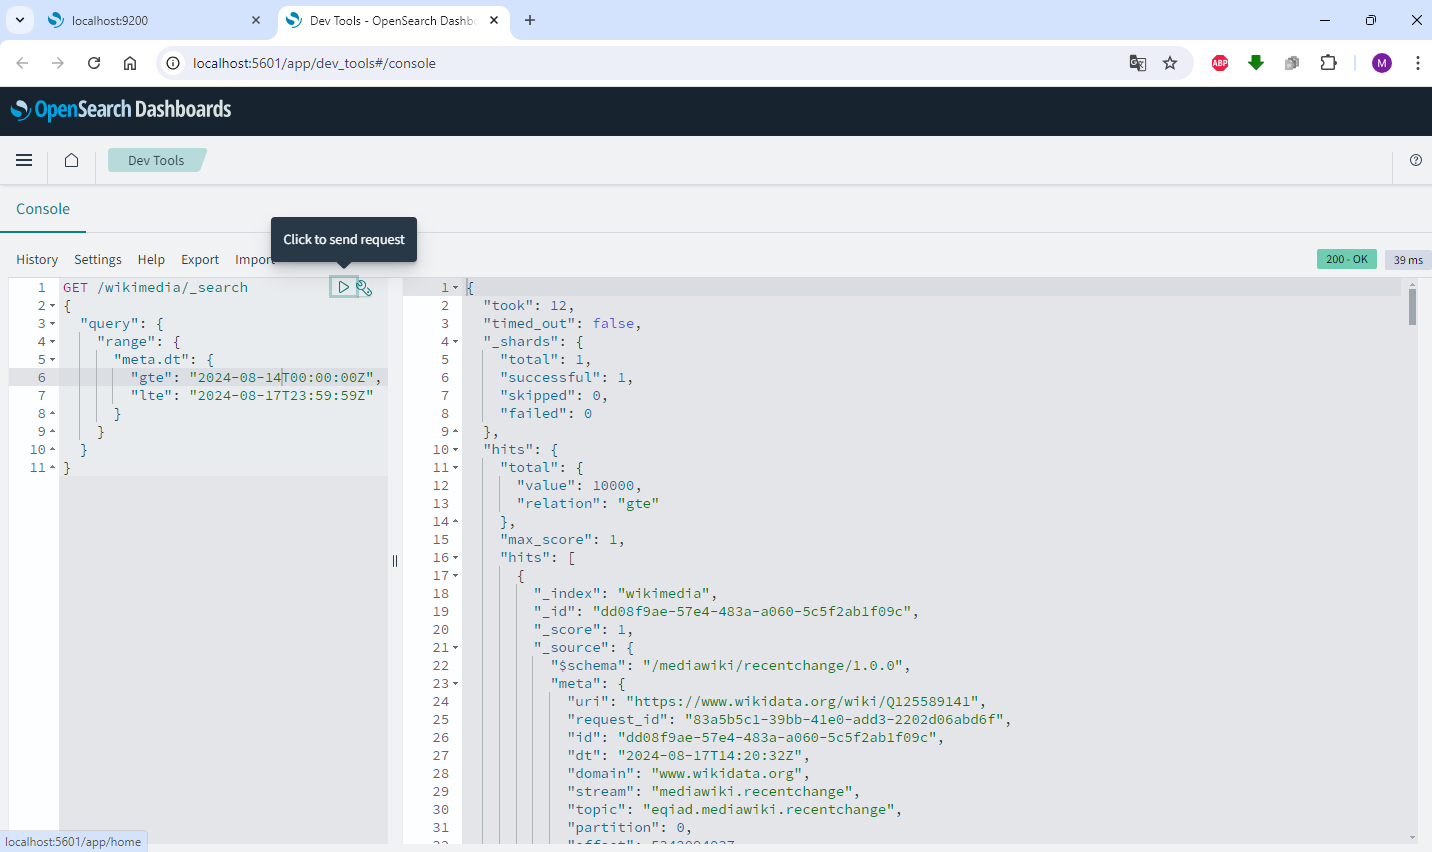 localhost:9200
Dev Tools - OpenSearch Dashb
localhost:5601/app/dev_tools#/console
ABP
M
OpenSearch Dashboards
Dev Tools
Console
Click to send request
History Settings Help Export Import
200 - OK
39 ms
1 GET /wikimedia/_search
2 {
3 "query": {
4 "range": {
5 "meta.dt": {
6 "gte": "2024-08-14T00:00:00Z",
7 "lte": "2024-08-17T23:59:59Z"
8 }
9 }
10 }
11 }
1 {
2 "took": 12,
3 "timed_out": false,
4 "_shards": {
5 "total": 1,
6 "successful": 1,
7 "skipped": 0,
8 "failed": 0
9 },
10 "hits": {
11 "total": {
12 "value": 10000,
13 "relation": "gte"
14 },
15 "max_score": 1,
16 "hits": [
17 {
18 "_index": "wikimedia",
19 "_id": "dd08f9ae-57e4-483a-a060-5c5f2ab1f09c",
20 "_score": 1,
21 "_source": {
22 "$schema": "/mediawiki/recentchange/1.0.0",
23 "meta": {
24 "uri": "https://www.wikidata.org/wiki/Q125589141",
25 "request_id": "83a5b5c1-39bb-41e0-add3-2202d06abd6f",
26 "id": "dd08f9ae-57e4-483a-a060-5c5f2ab1f09c",
27 "dt": "2024-08-17T14:20:32Z",
28 "domain": "www.wikidata.org",
29 "stream": "mediawiki.recentchange",
30 "topic": "eqiad.mediawiki.recentchange",
31 "partition": 0,
localhost:5601/app/home